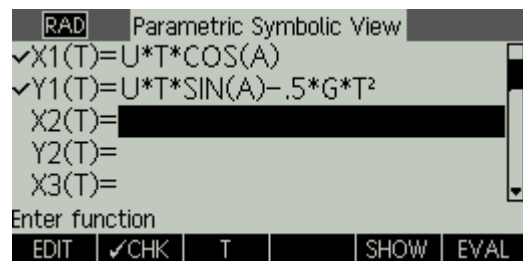 RAD Parametric Symbolic View
✓X1(T)=U*T*COS(A)
✓Y1(T)=U*T*SIN(A)-.5*G*T²
X2(T)=
Y2(T)=
X3(T)=
Enter function
EDIT ✓CHK T SHOW EVAL